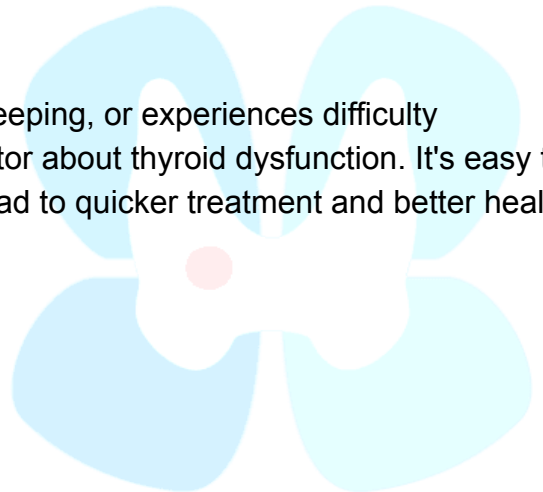 eeping, or experiences difficulty
tor about thyroid dysfunction. It's easy
ad to quicker treatment and better heal